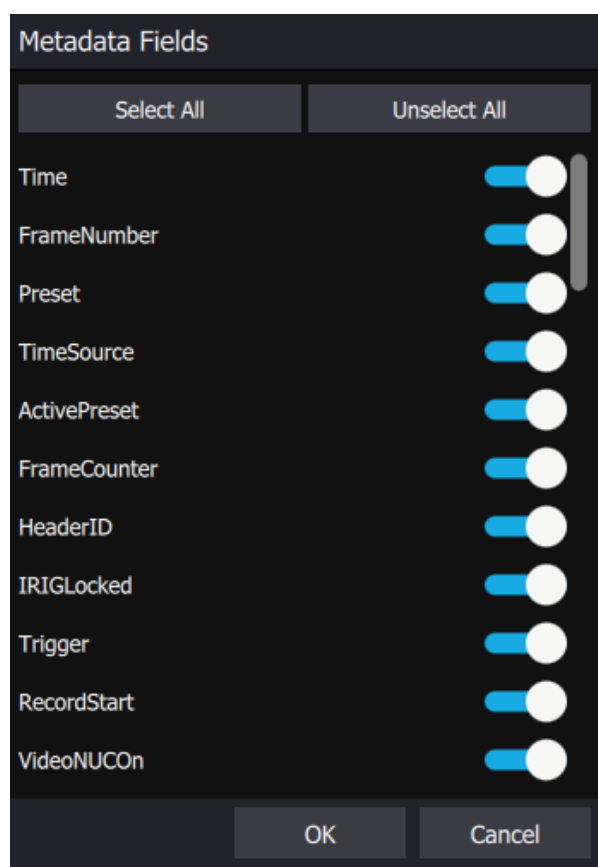 Metadata Fields
Select All Unselect All
Time
FrameNumber
Preset
TimeSource
ActivePreset
FrameCounter
HeaderID
IRIGLocked
Trigger
RecordStart
VideoNUCOn
OK Cancel